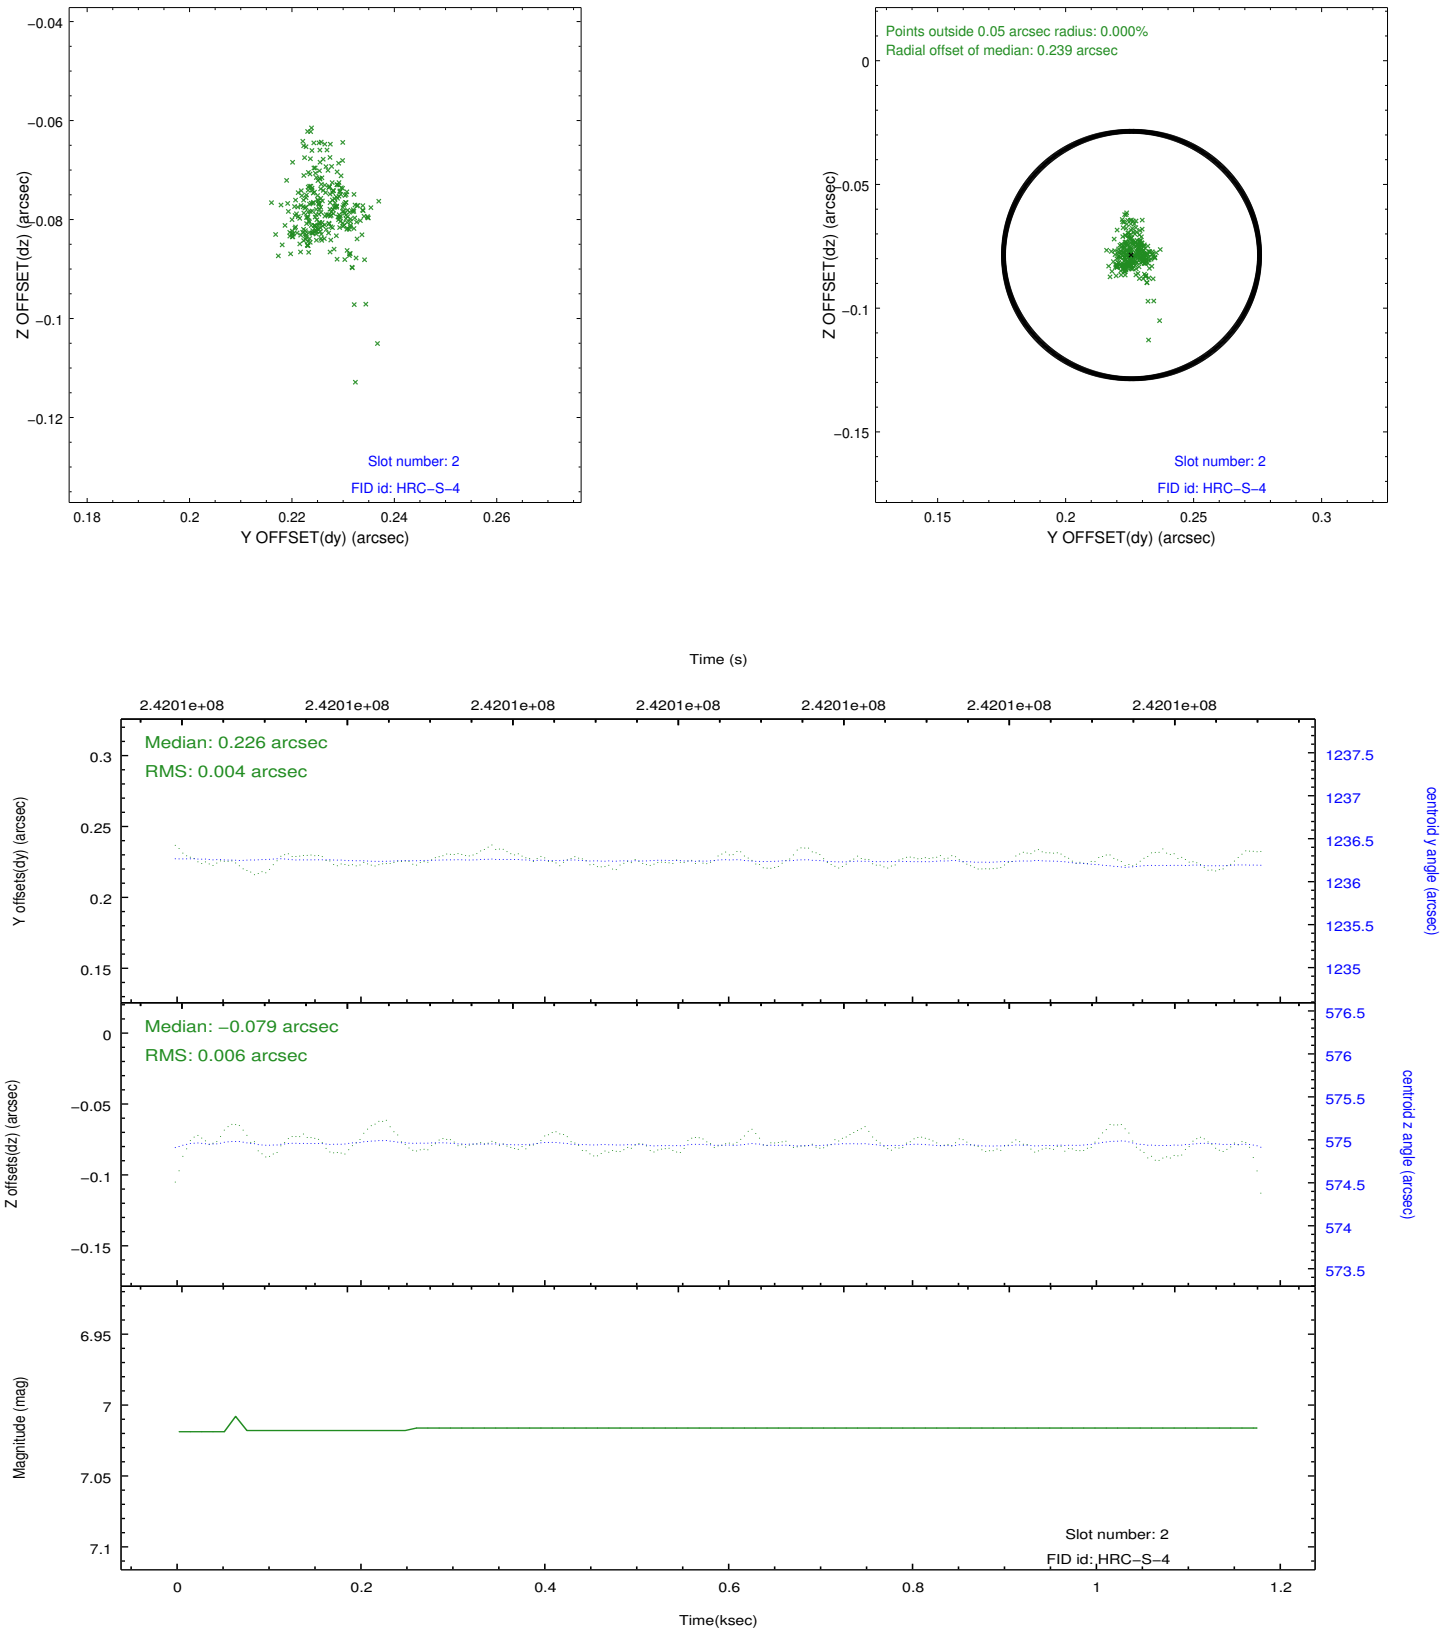 −0.04
−0.06
−0.08
−0.1
−0.12
Z OFFSET(dz) (arcsec)
0.18
0.2
0.22
0.24
0.26
Y OFFSET(dy) (arcsec)
Slot number: 2
FID id: HRC−S−4
Points outside 0.05 arcsec radius: 0.000%
Radial offset of median: 0.239 arcsec
0
−0.05
−0.1
−0.15
Z OFFSET(dz) (arcsec)
0.15
0.2
0.25
0.3
Y OFFSET(dy) (arcsec)
Slot number: 2
FID id: HRC−S−4
Time (s)
2.4201e+08
2.4201e+08
2.4201e+08
2.4201e+08
2.4201e+08
2.4201e+08
2.4201e+08
Median: 0.226 arcsec
RMS: 0.004 arcsec
0.3
0.25
0.2
0.15
Y offsets(dy) (arcsec)
1237.5
1237
1236.5
1236
1235.5
1235
centroid y angle (arcsec)
Median: −0.079 arcsec
RMS: 0.006 arcsec
0
−0.05
−0.1
−0.15
Z offsets(dz) (arcsec)
576.5
576
575.5
575
574.5
574
573.5
centroid z angle (arcsec)
6.95
7
7.05
7.1
Magnitude (mag)
Slot number: 2
FID id: HRC−S−4
0
0.2
0.4
0.6
0.8
1
1.2
Time(ksec)